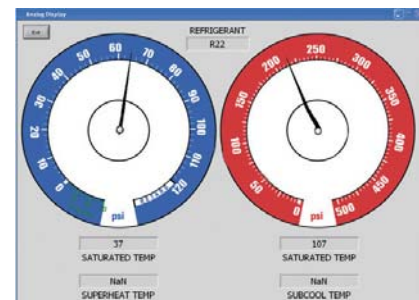 Analog Display
REFRIGERANT
R22
0
10
20
30
40
50
60
70
80
90
100
110
120
psi
0
50
100
150
200
250
300
350
400
450
500
psi
37
SATURATED TEMP
107
SATURATED TEMP
NaN
SUPERHEAT TEMP
NaN
SUBCOOL TEMP